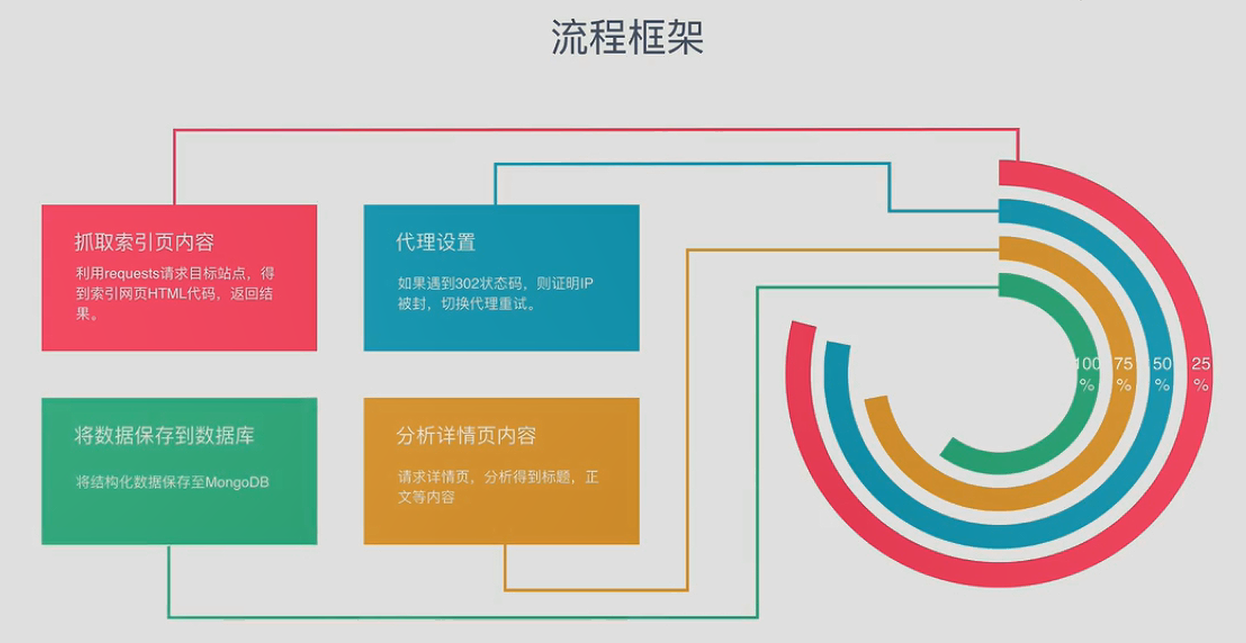 流程框架
抓取索引页内容
利用requests请求目标站点，得
到索引网页HTML代码，返回结
果。
代理设置
如果遇到302状态码，则证明IP
被封，切换代理重试。
将数据保存到数据库
将结构化数据保存至MongoDB
分析详情页内容
请求详情页，分析得到标题，正
文等内容
100
%
75
%
50
%
25
%